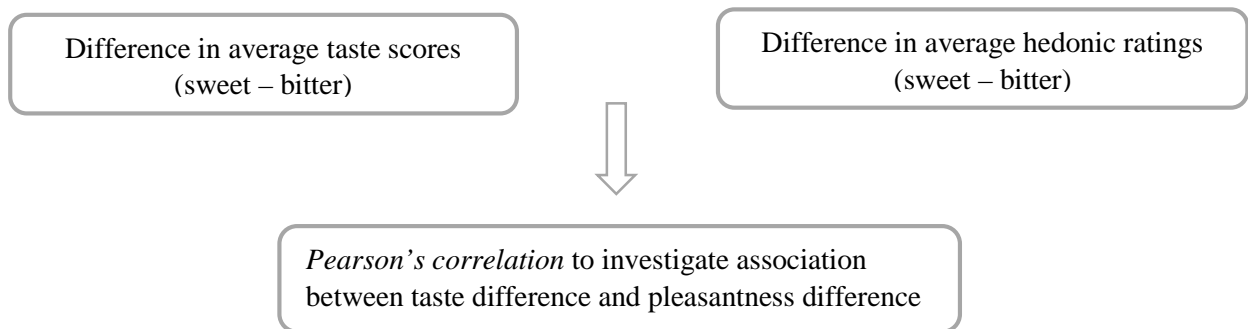 Difference in average taste scores
(sweet – bitter)
Difference in average hedonic ratings
(sweet – bitter)
Pearson’s correlation to investigate association
between taste difference and pleasantness difference